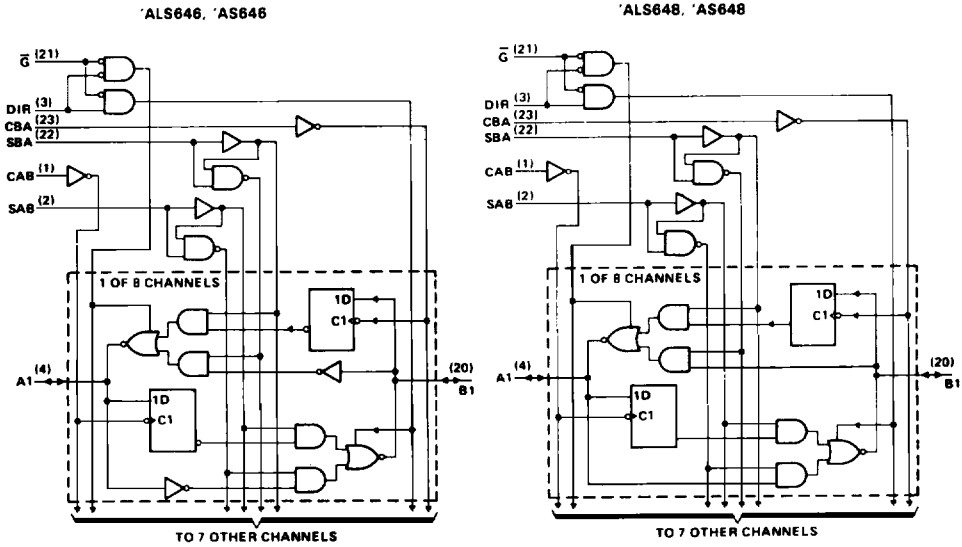 'ALS646, 'AS646
G̅ (21)
DIR (3)
CBA (23)
SBA (22)
CAB (1)
SAB (2)
1 OF 8 CHANNELS
1D
C1
A1 (4)
1D
C1
(20)
B1
TO 7 OTHER CHANNELS
'ALS648, 'AS648
G̅ (21)
DIR (3)
CBA (23)
SBA (22)
CAB (1)
SAB (2)
1 OF 8 CHANNELS
1D
C1
A1 (4)
1D
C1
(20)
B1
TO 7 OTHER CHANNELS